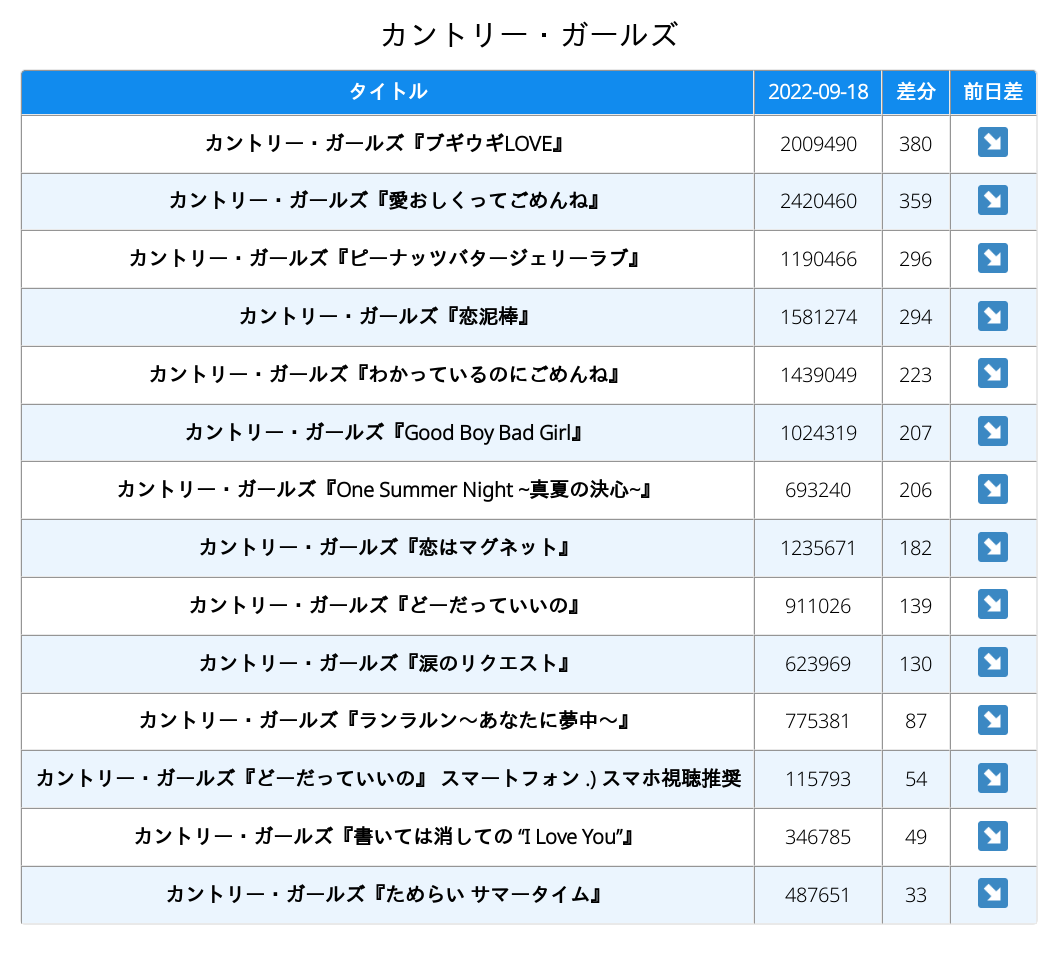 カントリー・ガールズ
タイトル 2022-09-18 差分 前日差
カントリー・ガールズ『ブギウギLOVE』 2009490 380 ↘
カントリー・ガールズ『愛おしくってごめんね』 2420460 359 ↘
カントリー・ガールズ『ピーナッツバタージェリーラブ』 1190466 296 ↘
カントリー・ガールズ『恋泥棒』 1581274 294 ↘
カントリー・ガールズ『わかっているのにごめんね』 1439049 223 ↘
カントリー・ガールズ『Good Boy Bad Girl』 1024319 207 ↘
カントリー・ガールズ『One Summer Night ~真夏の決心~』 693240 206 ↘
カントリー・ガールズ『恋はマグネット』 1235671 182 ↘
カントリー・ガールズ『どーだっていいの』 911026 139 ↘
カントリー・ガールズ『涙のリクエスト』 623969 130 ↘
カントリー・ガールズ『ランラルン～あなたに夢中～』 775381 87 ↘
カントリー・ガールズ『どーだっていいの』 スマートフォン .) スマホ視聴推奨 115793 54 ↘
カントリー・ガールズ『書いては消しての “I Love You”』 346785 49 ↘
カントリー・ガールズ『ためらい サマータイム』 487651 33 ↘